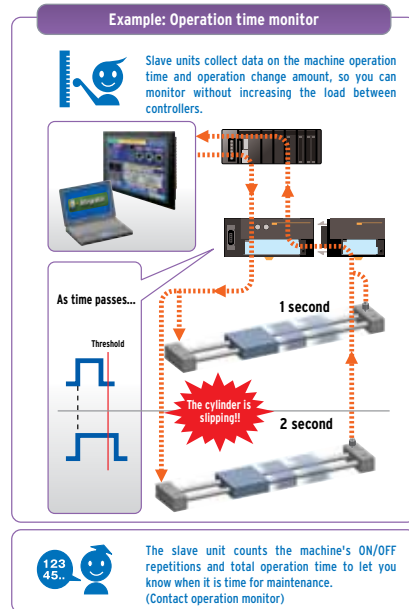 Example: Operation time monitor
Slave units collect data on the machine operation
time and operation change amount, so you can
monitor without increasing the load between
controllers.
As time passes...
1 second
Threshold
The cylinder is
slipping!!
2 second
123
45..
The slave unit counts the machine's ON/OFF
repetitions and total operation time to let you
know when it is time for maintenance.
(Contact operation monitor)